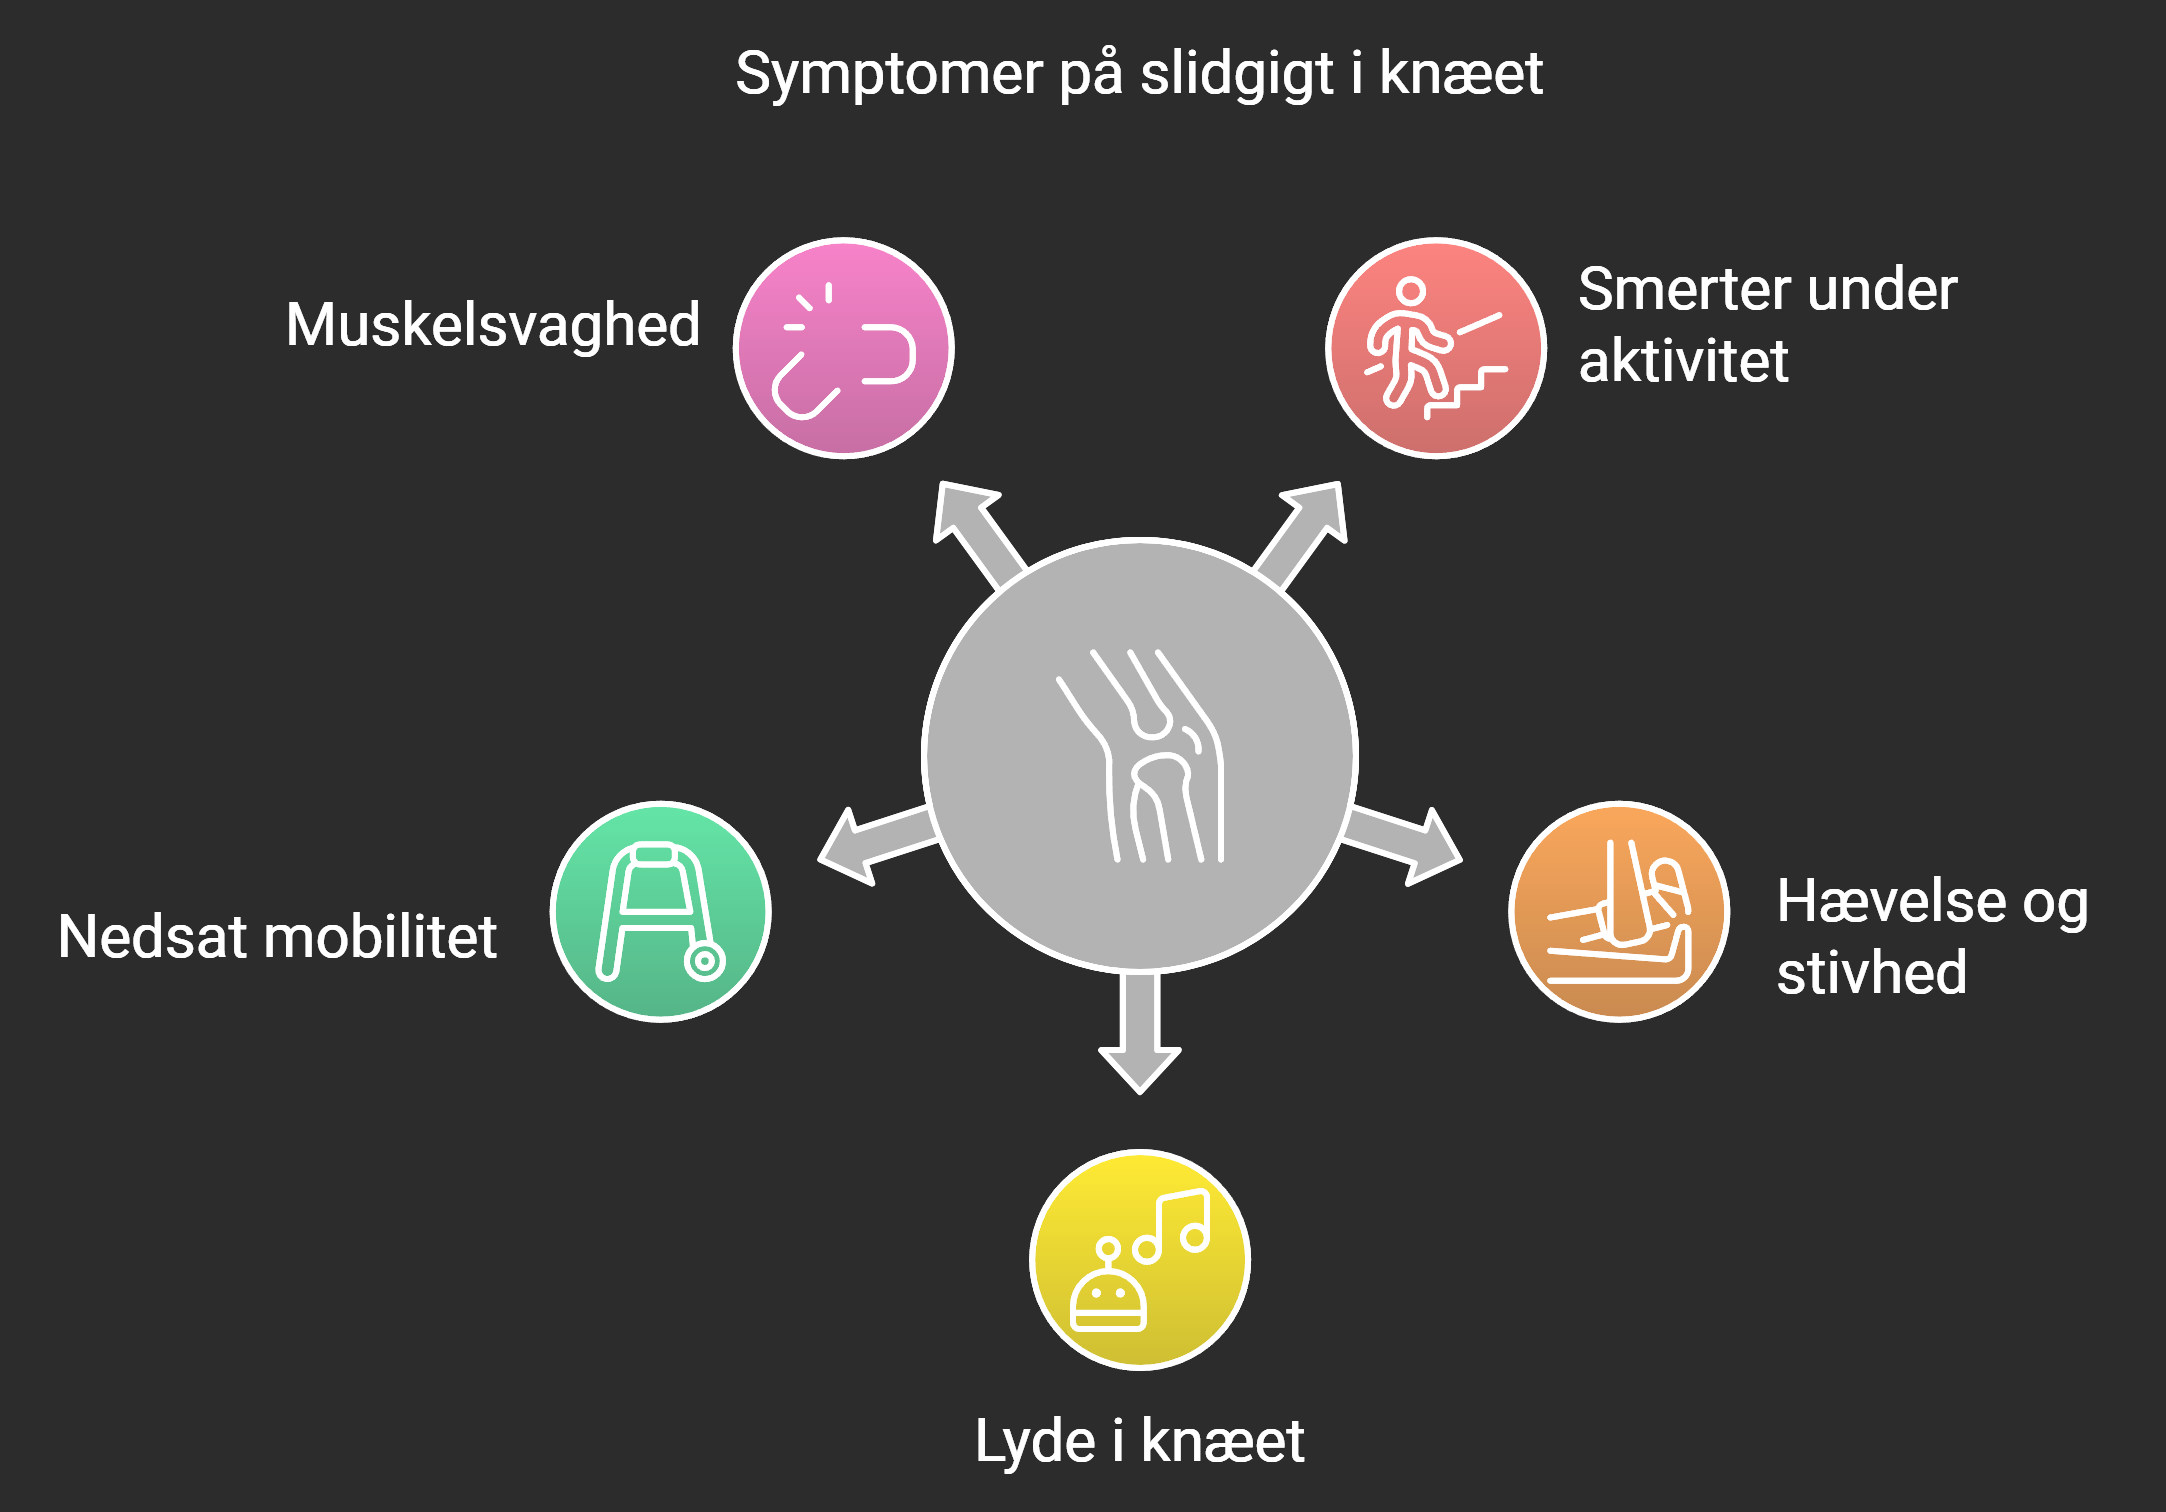 Symptomer på slidgigt i knæet
Muskelsvaghed
Smerter under
aktivitet
Nedsat mobilitet
Hævelse og
stivhed
Lyde i knæet